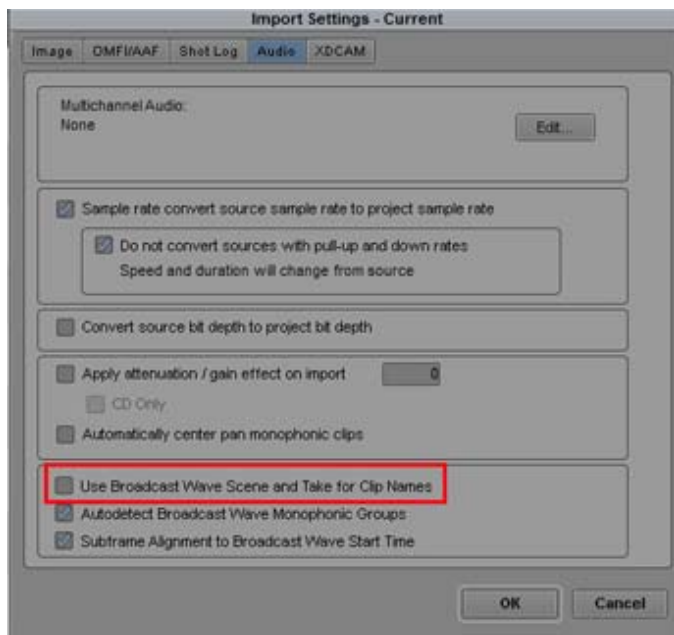 Import Settings - Current
Image OMFI/AAF Shot Log Audio XDCAM
Multichannel Audio:
None
Edit...
Sample rate convert source sample rate to project sample rate
Do not convert sources with pull-up and down rates
Speed and duration will change from source
Convert source bit depth to project bit depth
Apply attenuation / gain effect on import 0
CD Only
Automatically center pan monophonic clips
Use Broadcast Wave Scene and Take for Clip Names
Autodetect Broadcast Wave Monophonic Groups
Subframe Alignment to Broadcast Wave Start Time
OK Cancel